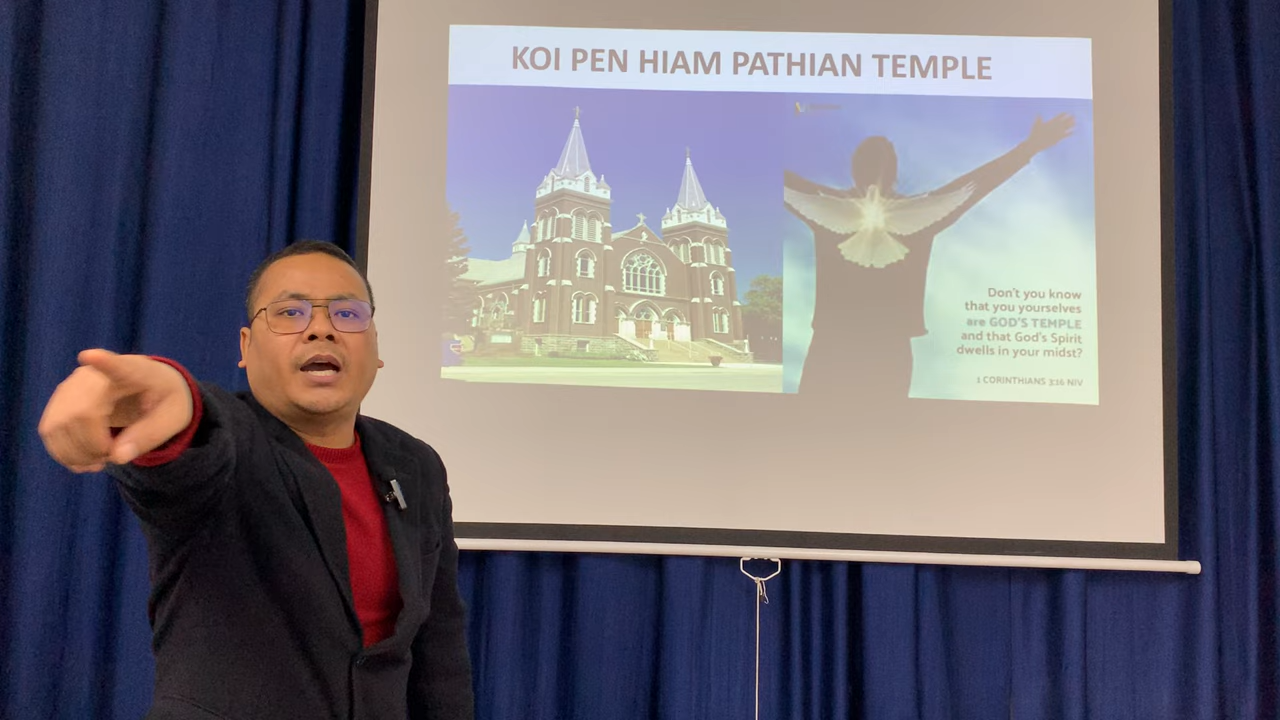 KOI PEN HIAM PATHIAN TEMPLE
Don't you know
that you yourselves
are GOD'S TEMPLE
and that God's Spirit
dwells in your midst?
1 CORINTHIANS 3:16 NIV